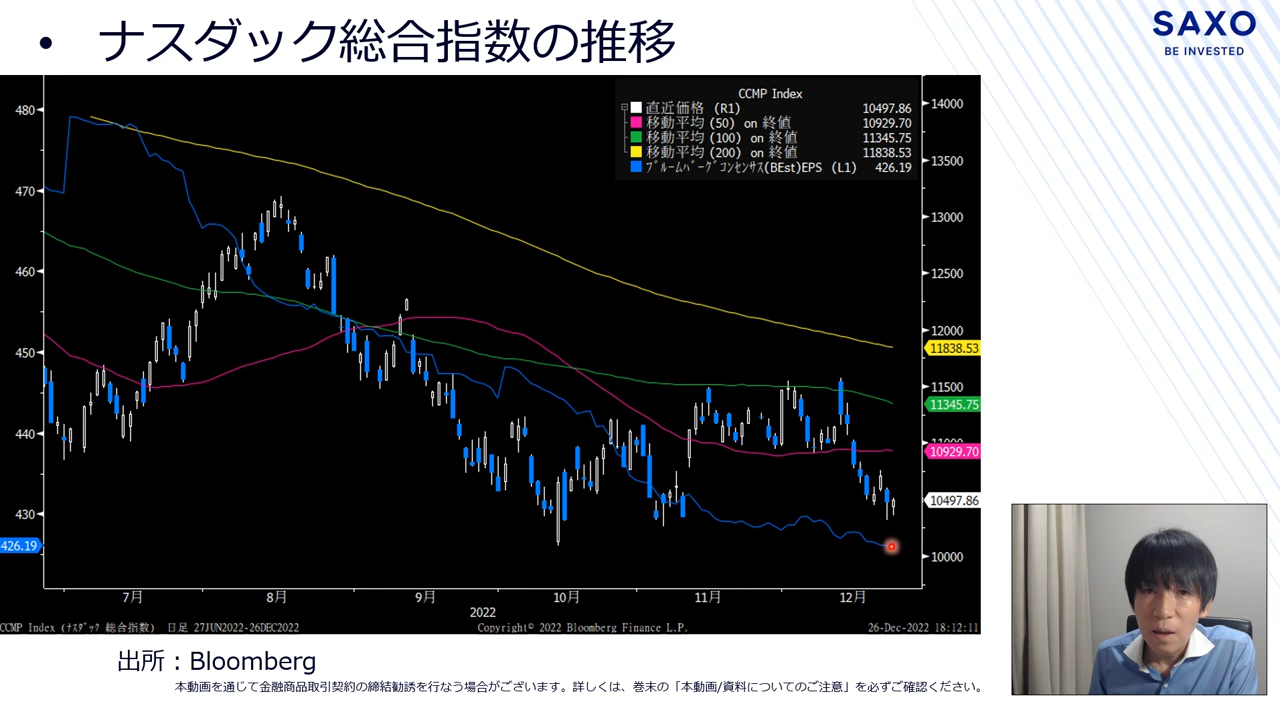 • ナスダック総合指数の推移
SAXO
BE INVESTED
CCMP Index
直近価格 (R1) 10497.86
移動平均 (50) on 終値 10929.70
移動平均 (100) on 終値 11345.75
移動平均 (200) on 終値 11838.53
ﾌﾞﾙｰﾑﾊﾞｰｸﾞｺﾝｾﾝｻｽ(BEst)EPS (L1) 426.19
480
470
460
450
440
430
426.19
14000
13500
13000
12500
12000
11838.53
11500
11345.75
11000
10929.70
10497.86
10000
7月 8月 9月 10月 11月 12月
2022
CCMP Index (ﾅｽﾀﾞｯｸ 総合指数) 日足 27JUN2022-26DEC2022 Copyright© 2022 Bloomberg Finance L.P. 26-Dec-2022 18:12:11
出所：Bloomberg
本動画を通じて金融商品取引契約の締結勧誘を行なう場合がございます。詳しくは、巻末の「本動画/資料についてのご注意」を必ずご確認ください。